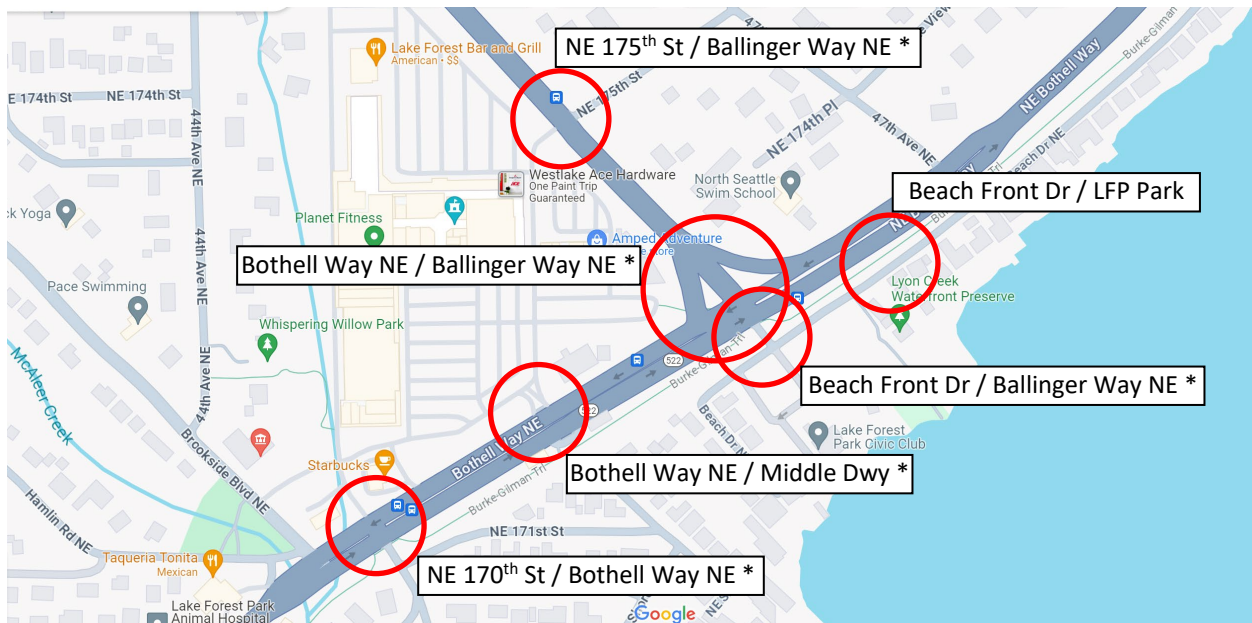 NE 175th St / Ballinger Way NE *
Lake Forest Bar and Grill
American • $$
E 174th St
NE 174th St
44th Ave NE
NE 175th St
NE 174th Pl
47th Ave NE
NE Bothell Way
Burke-Gilman-Trl
Beach Dr NE
Westlake Ace Hardware
One Paint Trip
Guaranteed
North Seattle
Swim School
Beach Front Dr / LFP Park
ck Yoga
Planet Fitness
44th Ave NE
Amped Adventure
Bothell Way NE / Ballinger Way NE *
Pace Swimming
Lyon Creek
Waterfront Preserve
Whispering Willow Park
522
Burke-Gilman-Trl
Beach Front Dr / Ballinger Way NE *
McAleer Creek
44th Ave NE
522
Beach Dr NE
Lake Forest
Park Civic Club
Brookside Blvd NE
Bothell Way NE
Starbucks
Bothell Way NE / Middle Dwy *
Burke-Gilman-Trl
Hamlin Rd NE
NE 171st St
Taqueria Tonita
Mexican
NE 170th St / Bothell Way NE *
Lake Forest Park
Animal Hospital
Google